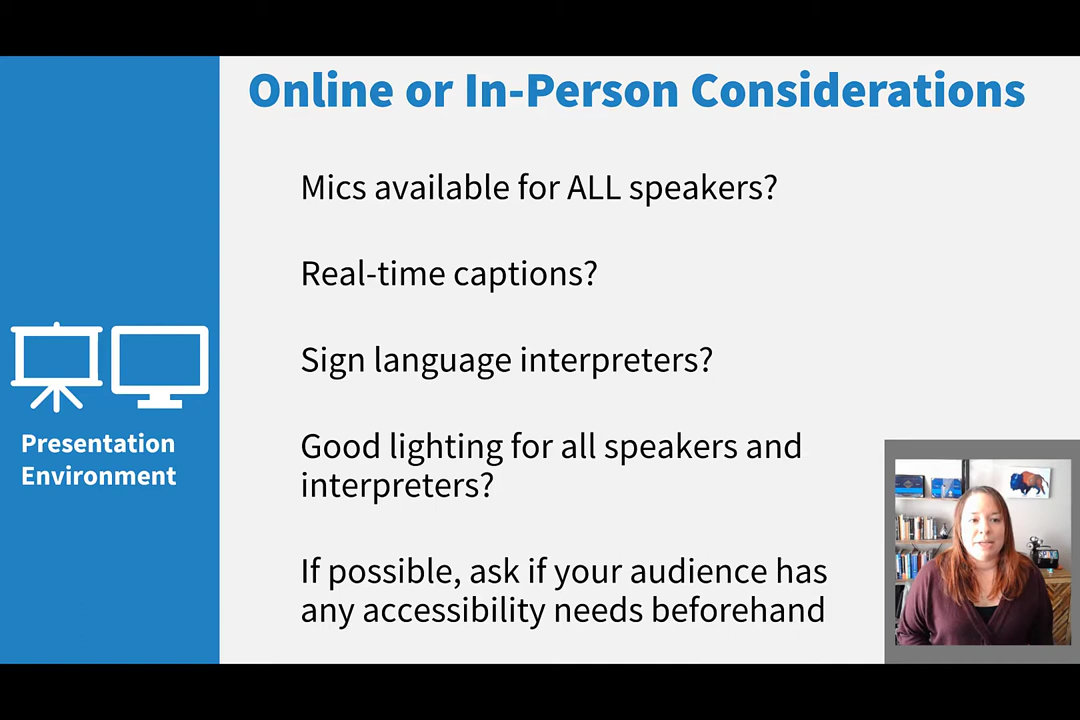 Online or In-Person Considerations
Mics available for ALL speakers?
Real-time captions?
Sign language interpreters?
Good lighting for all speakers and
interpreters?
If possible, ask if your audience has
any accessibility needs beforehand
Presentation
Environment